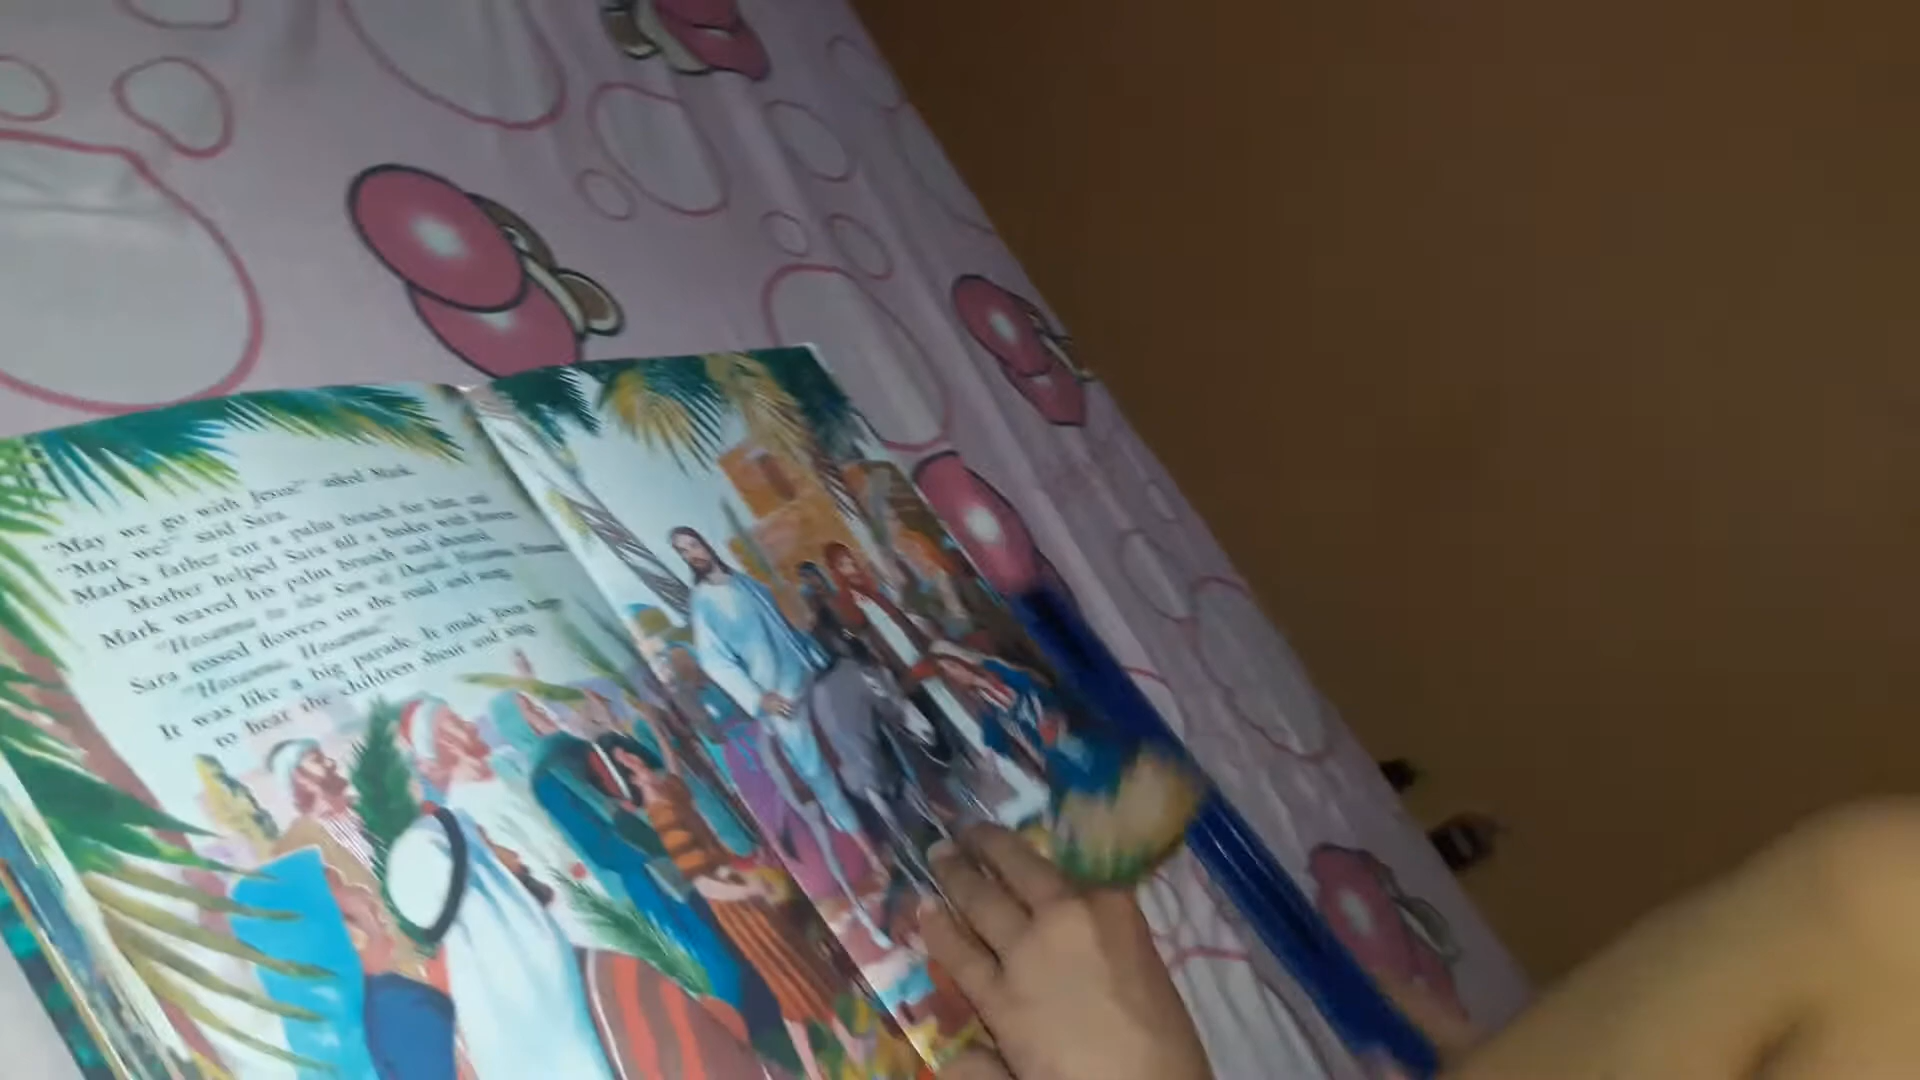 "May we go with Jesus?" asked Mark.
"May we?" said Sara.
Mark's father cut a palm branch for him, and
Mother helped Sara fill a basket with flowers.
Mark waved his palm branch and shouted,
"Hosanna to the Son of David! Hosanna, Hosanna!"
Sara tossed flowers on the road and sang,
"Hosanna, Hosanna!"
It was like a big parade. It made Jesus happy
to hear the children shout and sing.